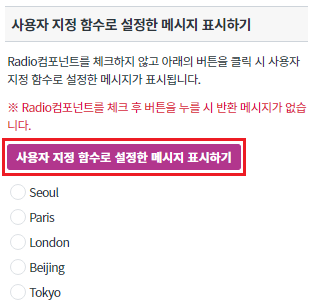 사용자 지정 함수로 설정한 메시지 표시하기
Radio컴포넌트를 체크하지 않고 아래의 버튼을 클릭 시 사용자
지정 함수로 설정한 메시지가 표시됩니다.
※ Radio컴포넌트를 체크 후 버튼을 누를 시 반환 메시지가 없습
니다.
사용자 지정 함수로 설정한 메시지 표시하기
Seoul
Paris
London
Beijing
Tokyo